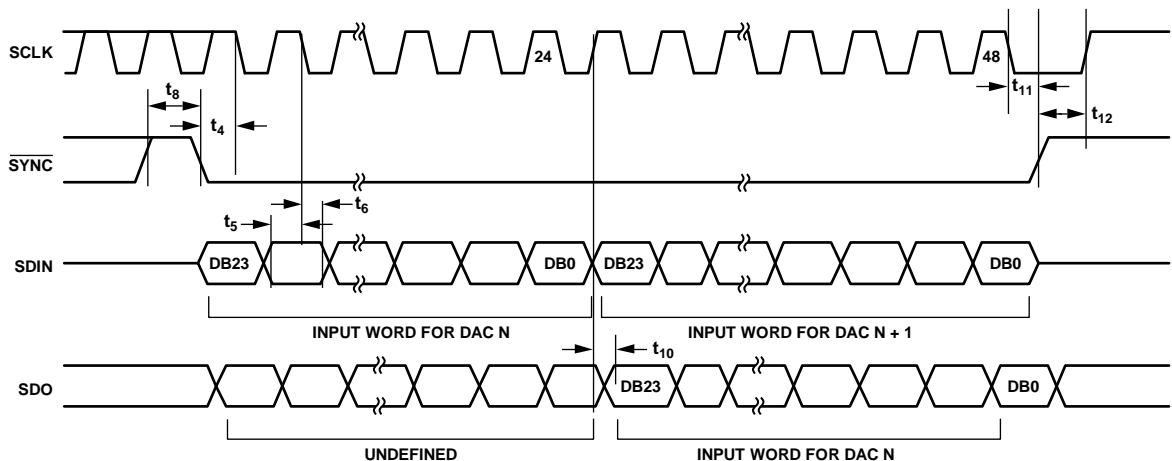 SCLK
24
48
t11
t8
t4
t12
SYNC
t6
t5
SDIN
DB23
DB0
DB23
DB0
INPUT WORD FOR DAC N
INPUT WORD FOR DAC N + 1
t10
SDO
DB23
DB0
UNDEFINED
INPUT WORD FOR DAC N